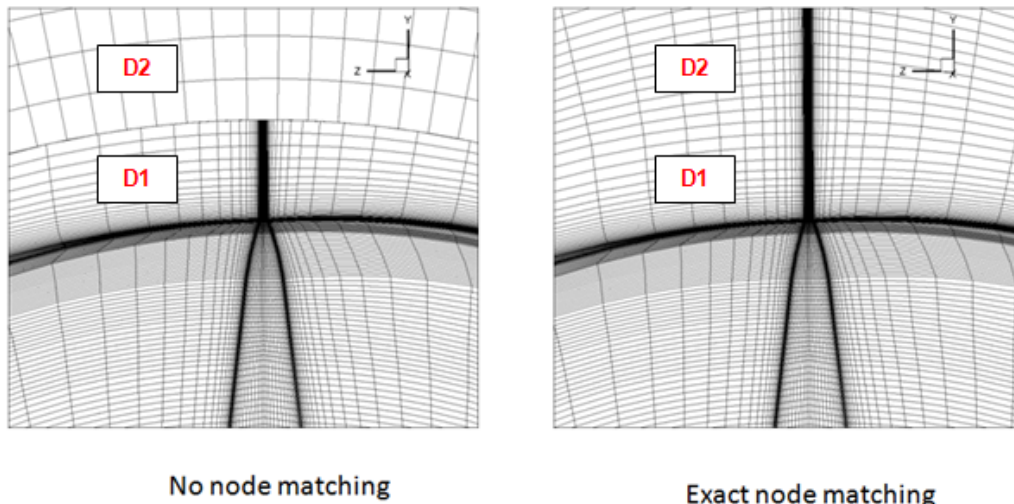 D2
Y
Z
X
D1
No node matching
D2
Y
Z
X
D1
Exact node matching